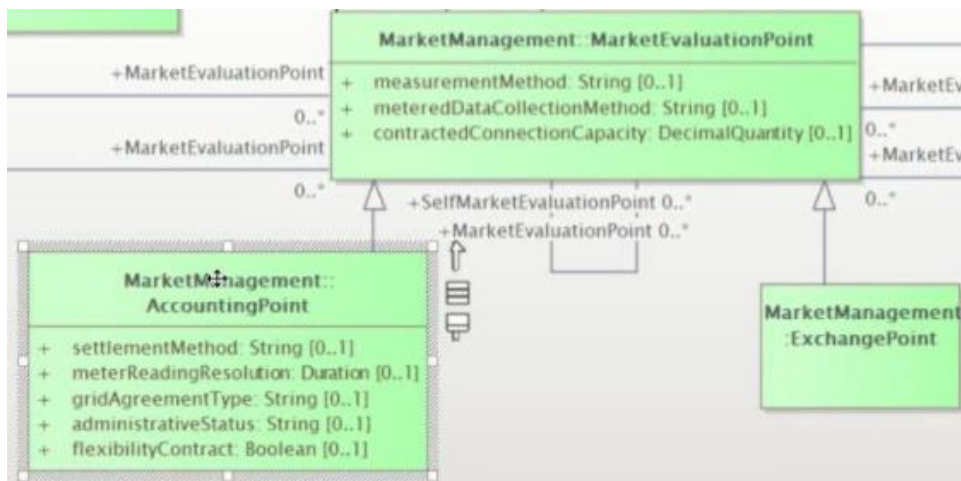 MarketManagement::MarketEvaluationPoint
+MarketEvaluationPoint
0..*
+MarketEvaluationPoint
0..*
+ measurementMethod: String [0..1]
+ meteredDataCollectionMethod: String [0..1]
+ contractedConnectionCapacity: DecimalQuantity [0..1]
+MarketEv
0..*
+MarketEv
0..*
+SelfMarketEvaluationPoint 0..*
+MarketEvaluationPoint 0..*
MarketManagement::
AccountingPoint
+ settlementMethod: String [0..1]
+ meterReadingResolution: Duration [0..1]
+ gridAgreementType: String [0..1]
+ administrativeStatus: String [0..1]
+ flexibilityContract: Boolean [0..1]
MarketManagement
:ExchangePoint